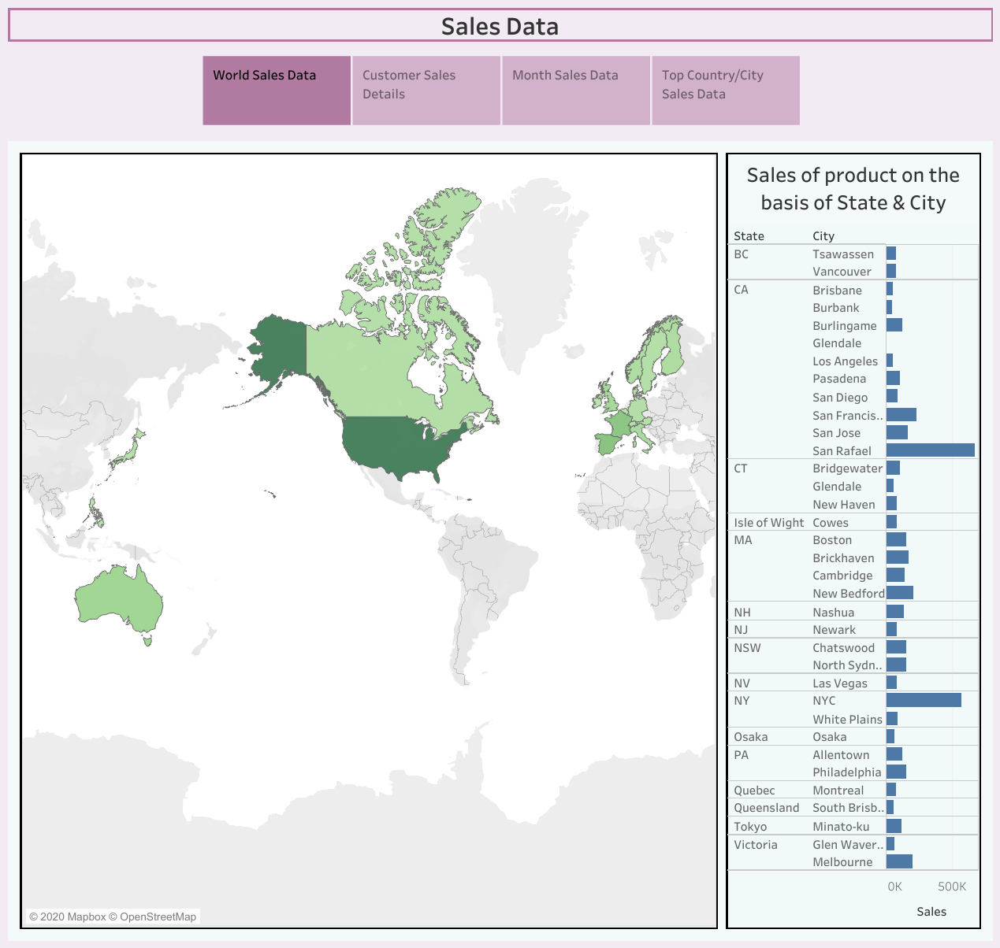 Sales Data
World Sales Data
Customer Sales
Details
Month Sales Data
Top Country/City
Sales Data
Sales of product on the
basis of State & City
State City
BC Tsawassen
Vancouver
CA Brisbane
Burbank
Burlingame
Glendale
Los Angeles
Pasadena
San Diego
San Francis..
San Jose
San Rafael
CT Bridgewater
Glendale
New Haven
Isle of Wight Cowes
MA Boston
Brickhaven
Cambridge
New Bedford
NH Nashua
NJ Newark
NSW Chatswood
North Sydn..
NV Las Vegas
NY NYC
White Plains
Osaka Osaka
PA Allentown
Philadelphia
Quebec Montreal
Queensland South Brisb..
Tokyo Minato-ku
Victoria Glen Waver..
Melbourne
0K 500K
Sales
© 2020 Mapbox © OpenStreetMap